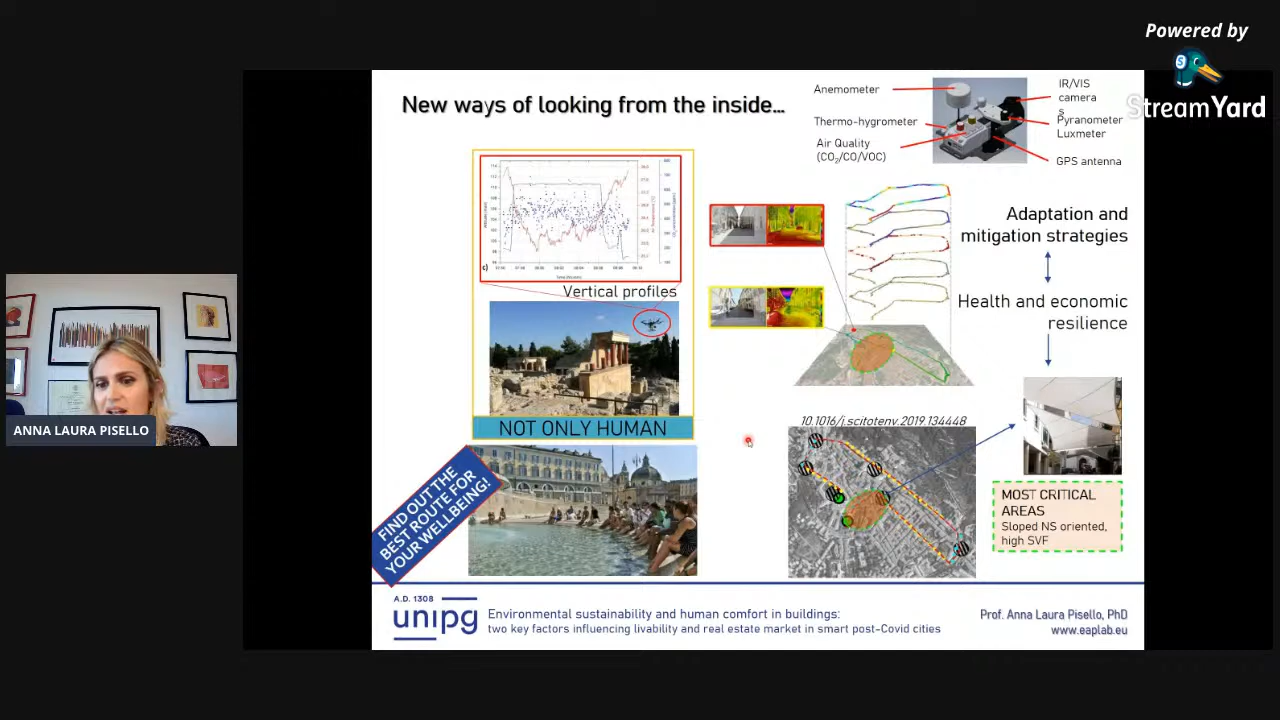 Powered by
StreamYard
New ways of looking from the inside...
Anemometer
Thermo-hygrometer
Air Quality
(CO2/CO/VOC)
IR/VIS
camera
s
Pyranometer
Luxmeter
GPS antenna
c)
Vertical profiles
NOT ONLY HUMAN
Adaptation and
mitigation strategies
Health and economic
resilience
10.1016/j.scitotenv.2019.134448
MOST CRITICAL
AREAS
Sloped NS oriented,
high SVF
FIND OUT THE
BEST ROUTE FOR
YOUR WELLBEING!
ANNA LAURA PISELLO
A.D. 1308
unipg
Environmental sustainability and human comfort in buildings:
two key factors influencing livability and real estate market in smart post-Covid cities
Prof. Anna Laura Pisello, PhD
www.eaplab.eu